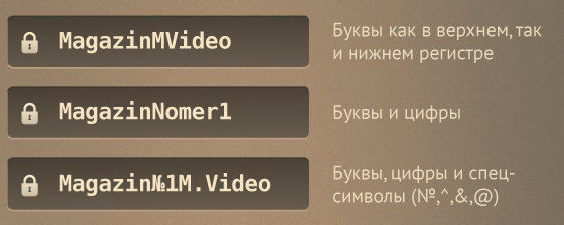 MagazinMVideo
Буквы как в верхнем, так
и нижнем регистре
MagazinNomer1
Буквы и цифры
Magazin№1M.Video
Буквы, цифры и спец-
символы (№,^,&,@)